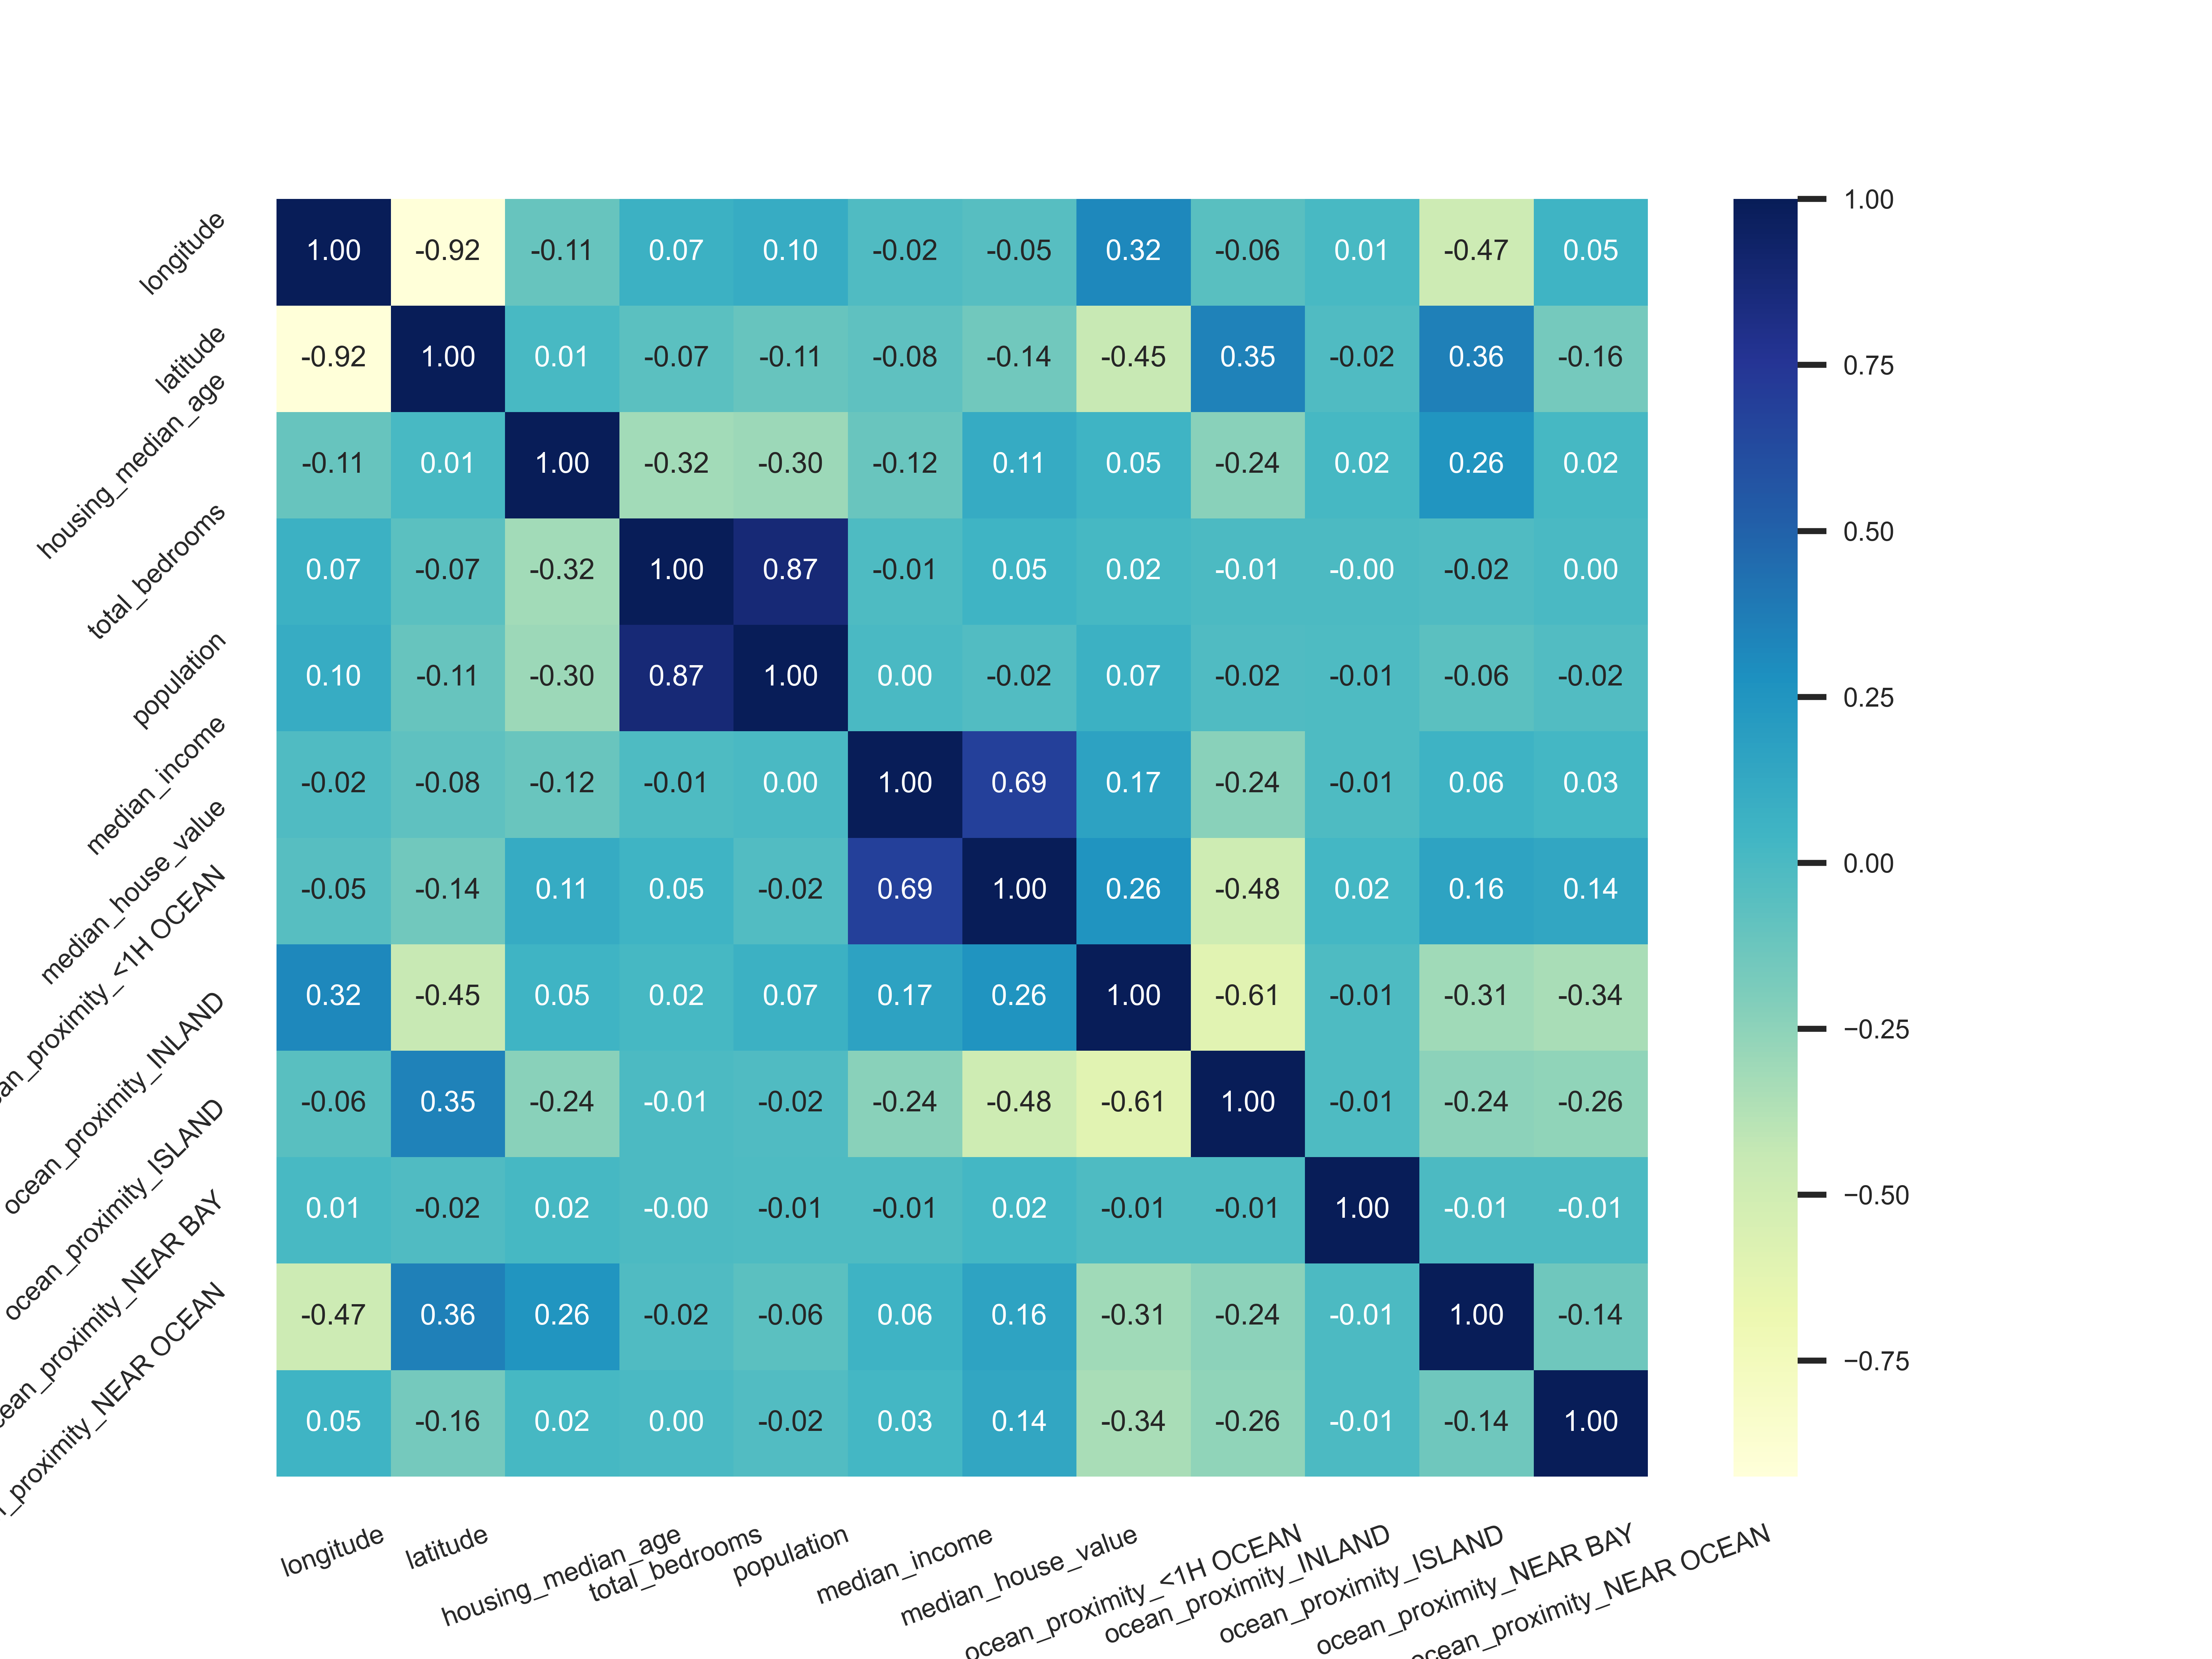 longitude 1.00 -0.92 -0.11 0.07 0.10 -0.02 -0.05 0.32 -0.06 0.01 -0.47 0.05
latitude -0.92 1.00 0.01 -0.07 -0.11 -0.08 -0.14 -0.45 0.35 -0.02 0.36 -0.16
housing_median_age -0.11 0.01 1.00 -0.32 -0.30 -0.12 0.11 0.05 -0.24 0.02 0.26 0.02
total_bedrooms 0.07 -0.07 -0.32 1.00 0.87 -0.01 0.05 0.02 -0.01 -0.00 -0.02 0.00
population 0.10 -0.11 -0.30 0.87 1.00 0.00 -0.02 0.07 -0.02 -0.01 -0.06 -0.02
median_income -0.02 -0.08 -0.12 -0.01 0.00 1.00 0.69 0.17 -0.24 -0.01 0.06 0.03
median_house_value -0.05 -0.14 0.11 0.05 -0.02 0.69 1.00 0.26 -0.48 0.02 0.16 0.14
ean_proximity_<1H OCEAN 0.32 -0.45 0.05 0.02 0.07 0.17 0.26 1.00 -0.61 -0.01 -0.31 -0.34
ocean_proximity_INLAND -0.06 0.35 -0.24 -0.01 -0.02 -0.24 -0.48 -0.61 1.00 -0.01 -0.24 -0.26
ocean_proximity_ISLAND 0.01 -0.02 0.02 -0.00 -0.01 -0.01 0.02 -0.01 -0.01 1.00 -0.01 -0.01
cean_proximity_NEAR BAY -0.47 0.36 0.26 -0.02 -0.06 0.06 0.16 -0.31 -0.24 -0.01 1.00 -0.14
_proximity_NEAR OCEAN 0.05 -0.16 0.02 0.00 -0.02 0.03 0.14 -0.34 -0.26 -0.01 -0.14 1.00
longitude
latitude
housing_median_age
total_bedrooms
population
median_income
median_house_value
ocean_proximity_<1H OCEAN
ocean_proximity_INLAND
ocean_proximity_ISLAND
ocean_proximity_NEAR BAY
ocean_proximity_NEAR OCEAN
1.00
0.75
0.50
0.25
0.00
−0.25
−0.50
−0.75